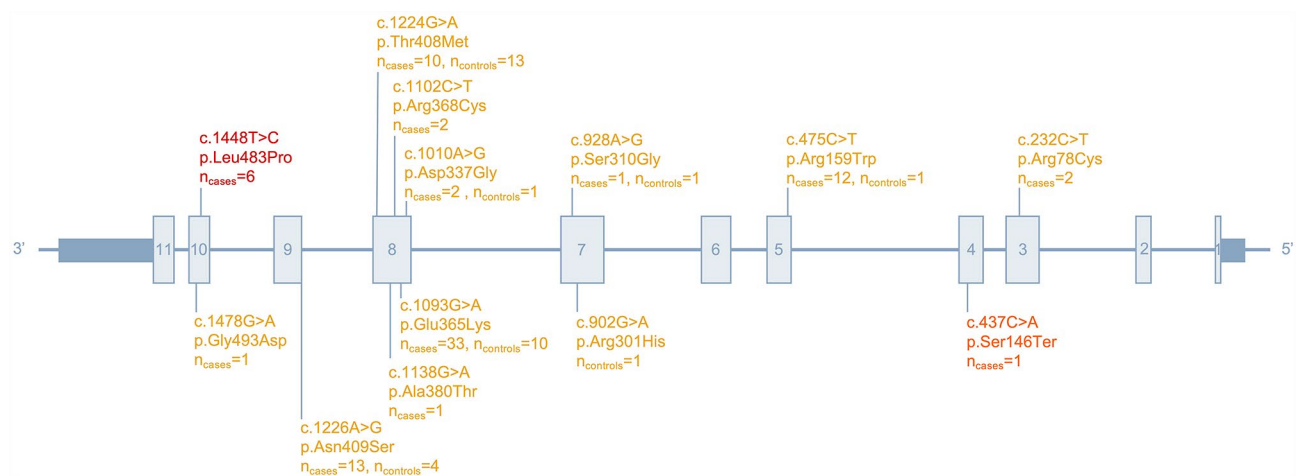 c.1224G>A
p.Thr408Met
ncases=10, ncontrols=13
c.1102C>T
p.Arg368Cys
ncases=2
c.1448T>C
p.Leu483Pro
ncases=6
c.1010A>G
p.Asp337Gly
ncases=2 , ncontrols=1
c.928A>G
p.Ser310Gly
ncases=1, ncontrols=1
c.475C>T
p.Arg159Trp
ncases=12, ncontrols=1
c.232C>T
p.Arg78Cys
ncases=2
3' 11 10 9 8 7 6 5 4 3 2 1 5'
c.1478G>A
p.Gly493Asp
ncases=1
c.1093G>A
p.Glu365Lys
ncases=33, ncontrols=10
c.902G>A
p.Arg301His
ncontrols=1
c.437C>A
p.Ser146Ter
ncases=1
c.1138G>A
p.Ala380Thr
ncases=1
c.1226A>G
p.Asn409Ser
ncases=13, ncontrols=4